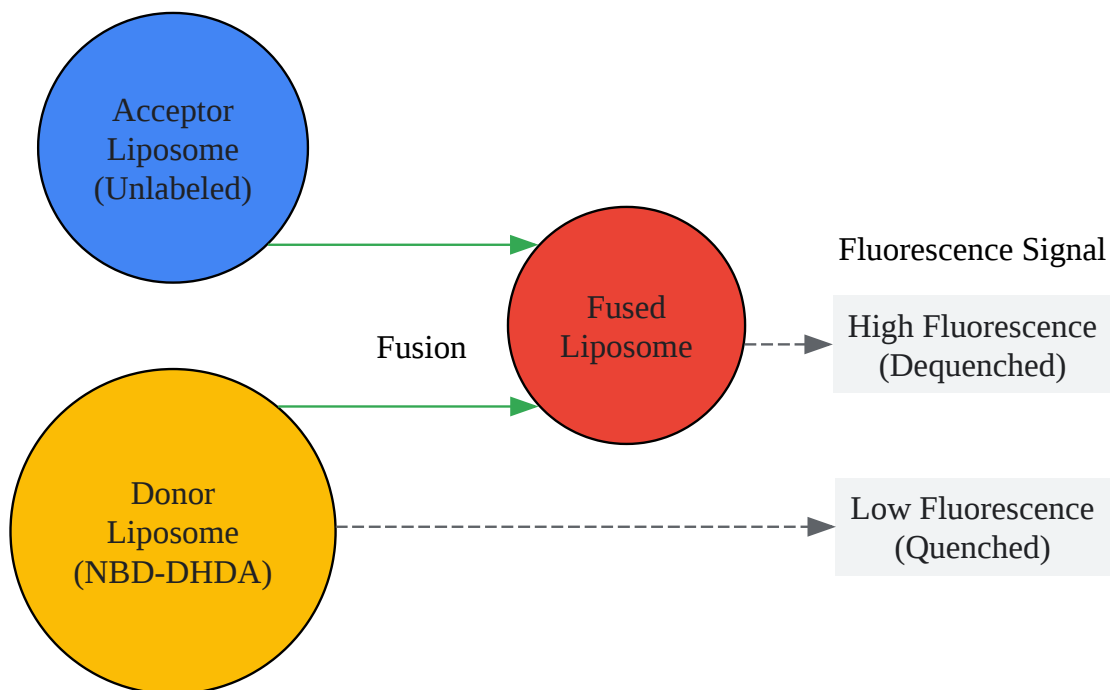 Acceptor
Liposome
(Unlabeled)
Fusion
Donor
Liposome
(NBD-DHDA)
Fused
Liposome
Fluorescence Signal
High Fluorescence
(Dequenched)
Low Fluorescence
(Quenched)